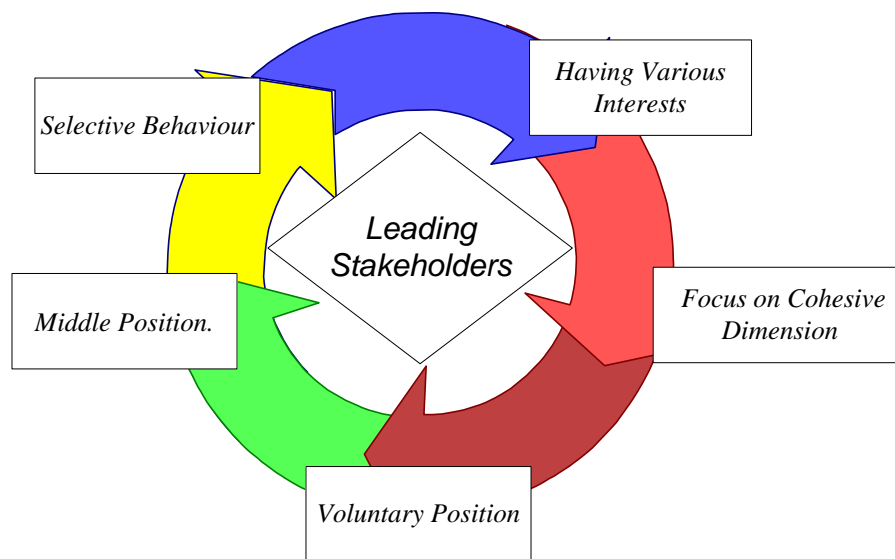 Having Various
Interests
Selective Behaviour
Leading
Stakeholders
Middle Position.
Focus on Cohesive
Dimension
Voluntary Position